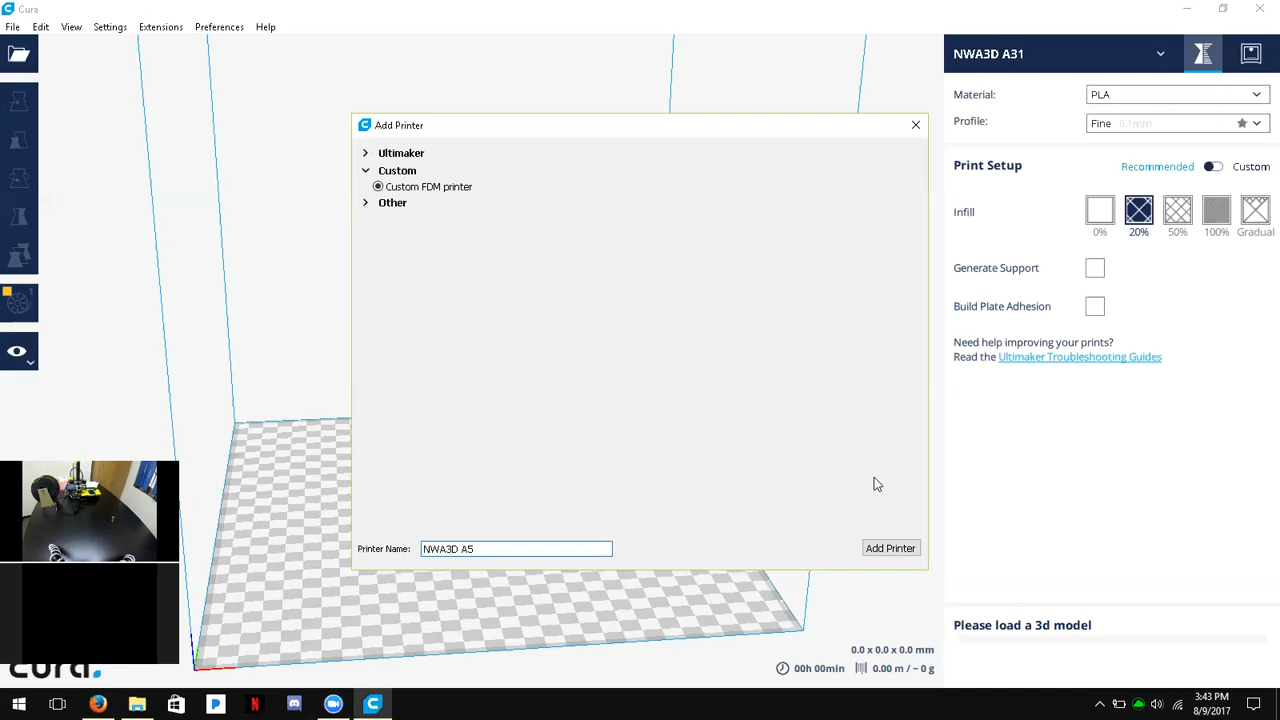 Cura
File Edit View Settings Extensions Preferences Help
NWA3D A31
Add Printer
Ultimaker
Custom
Custom FDM printer
Other
Printer Name: NWA3D A5
Add Printer
Material: PLA
Profile: Fine - 0.1mm
Print Setup Recommended Custom
Infill
0% 20% 50% 100% Gradual
Generate Support
Build Plate Adhesion
Need help improving your prints?
Read the Ultimaker Troubleshooting Guides
Please load a 3d model
0.0 x 0.0 x 0.0 mm
00h 00min 0.00 m / ~ 0 g
cura.
3:43 PM
8/9/2017